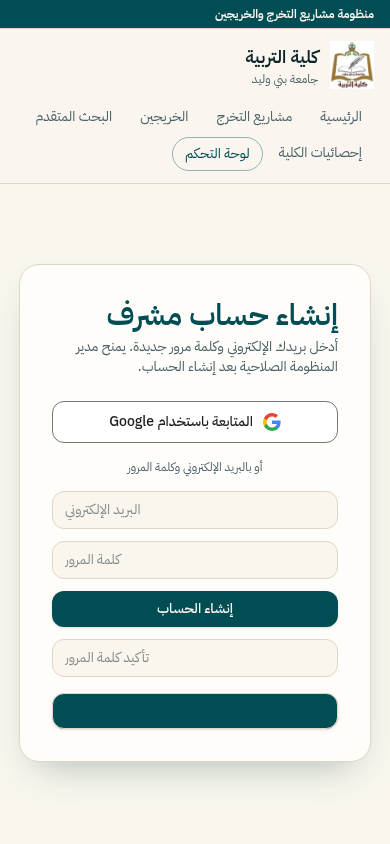 منظومة مشاريع التخرج والخريجين
كلية التربية
جامعة بني وليد
الرئيسية
مشاريع التخرج
الخريجين
البحث المتقدم
إحصائيات الكلية
لوحة التحكم
إنشاء حساب مشرف
أدخل بريدك الإلكتروني وكلمة مرور جديدة. يمنح مدير
المنظومة الصلاحية بعد إنشاء الحساب.
المتابعة باستخدام Google
أو بالبريد الإلكتروني وكلمة المرور
البريد الإلكتروني
كلمة المرور
إنشاء الحساب
تأكيد كلمة المرور